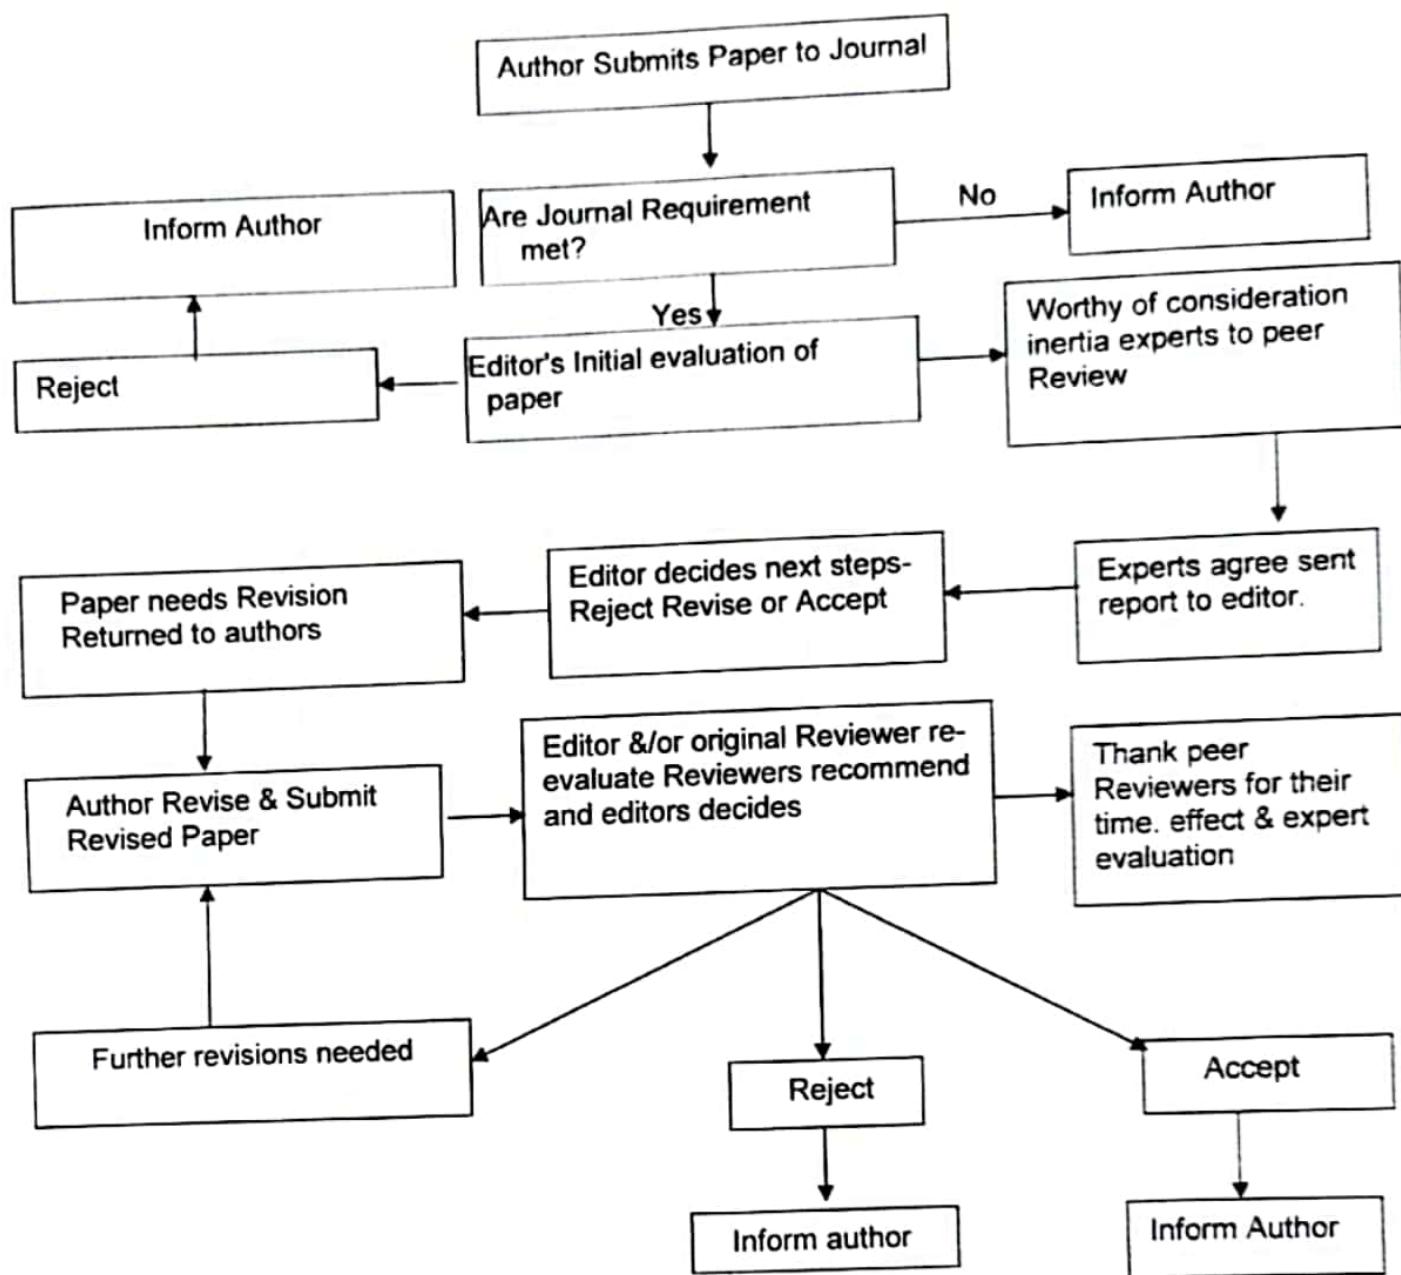 Author Submits Paper to Journal
Are Journal Requirement
met?
No
Inform Author
Inform Author
Yes
Editor's Initial evaluation of
paper
Reject
Worthy of consideration
inertia experts to peer
Review
Experts agree sent
report to editor.
Editor decides next steps-
Reject Revise or Accept
Paper needs Revision
Returned to authors
Author Revise & Submit
Revised Paper
Editor &/or original Reviewer re-
evaluate Reviewers recommend
and editors decides
Thank peer
Reviewers for their
time. effect & expert
evaluation
Further revisions needed
Reject
Accept
Inform author
Inform Author